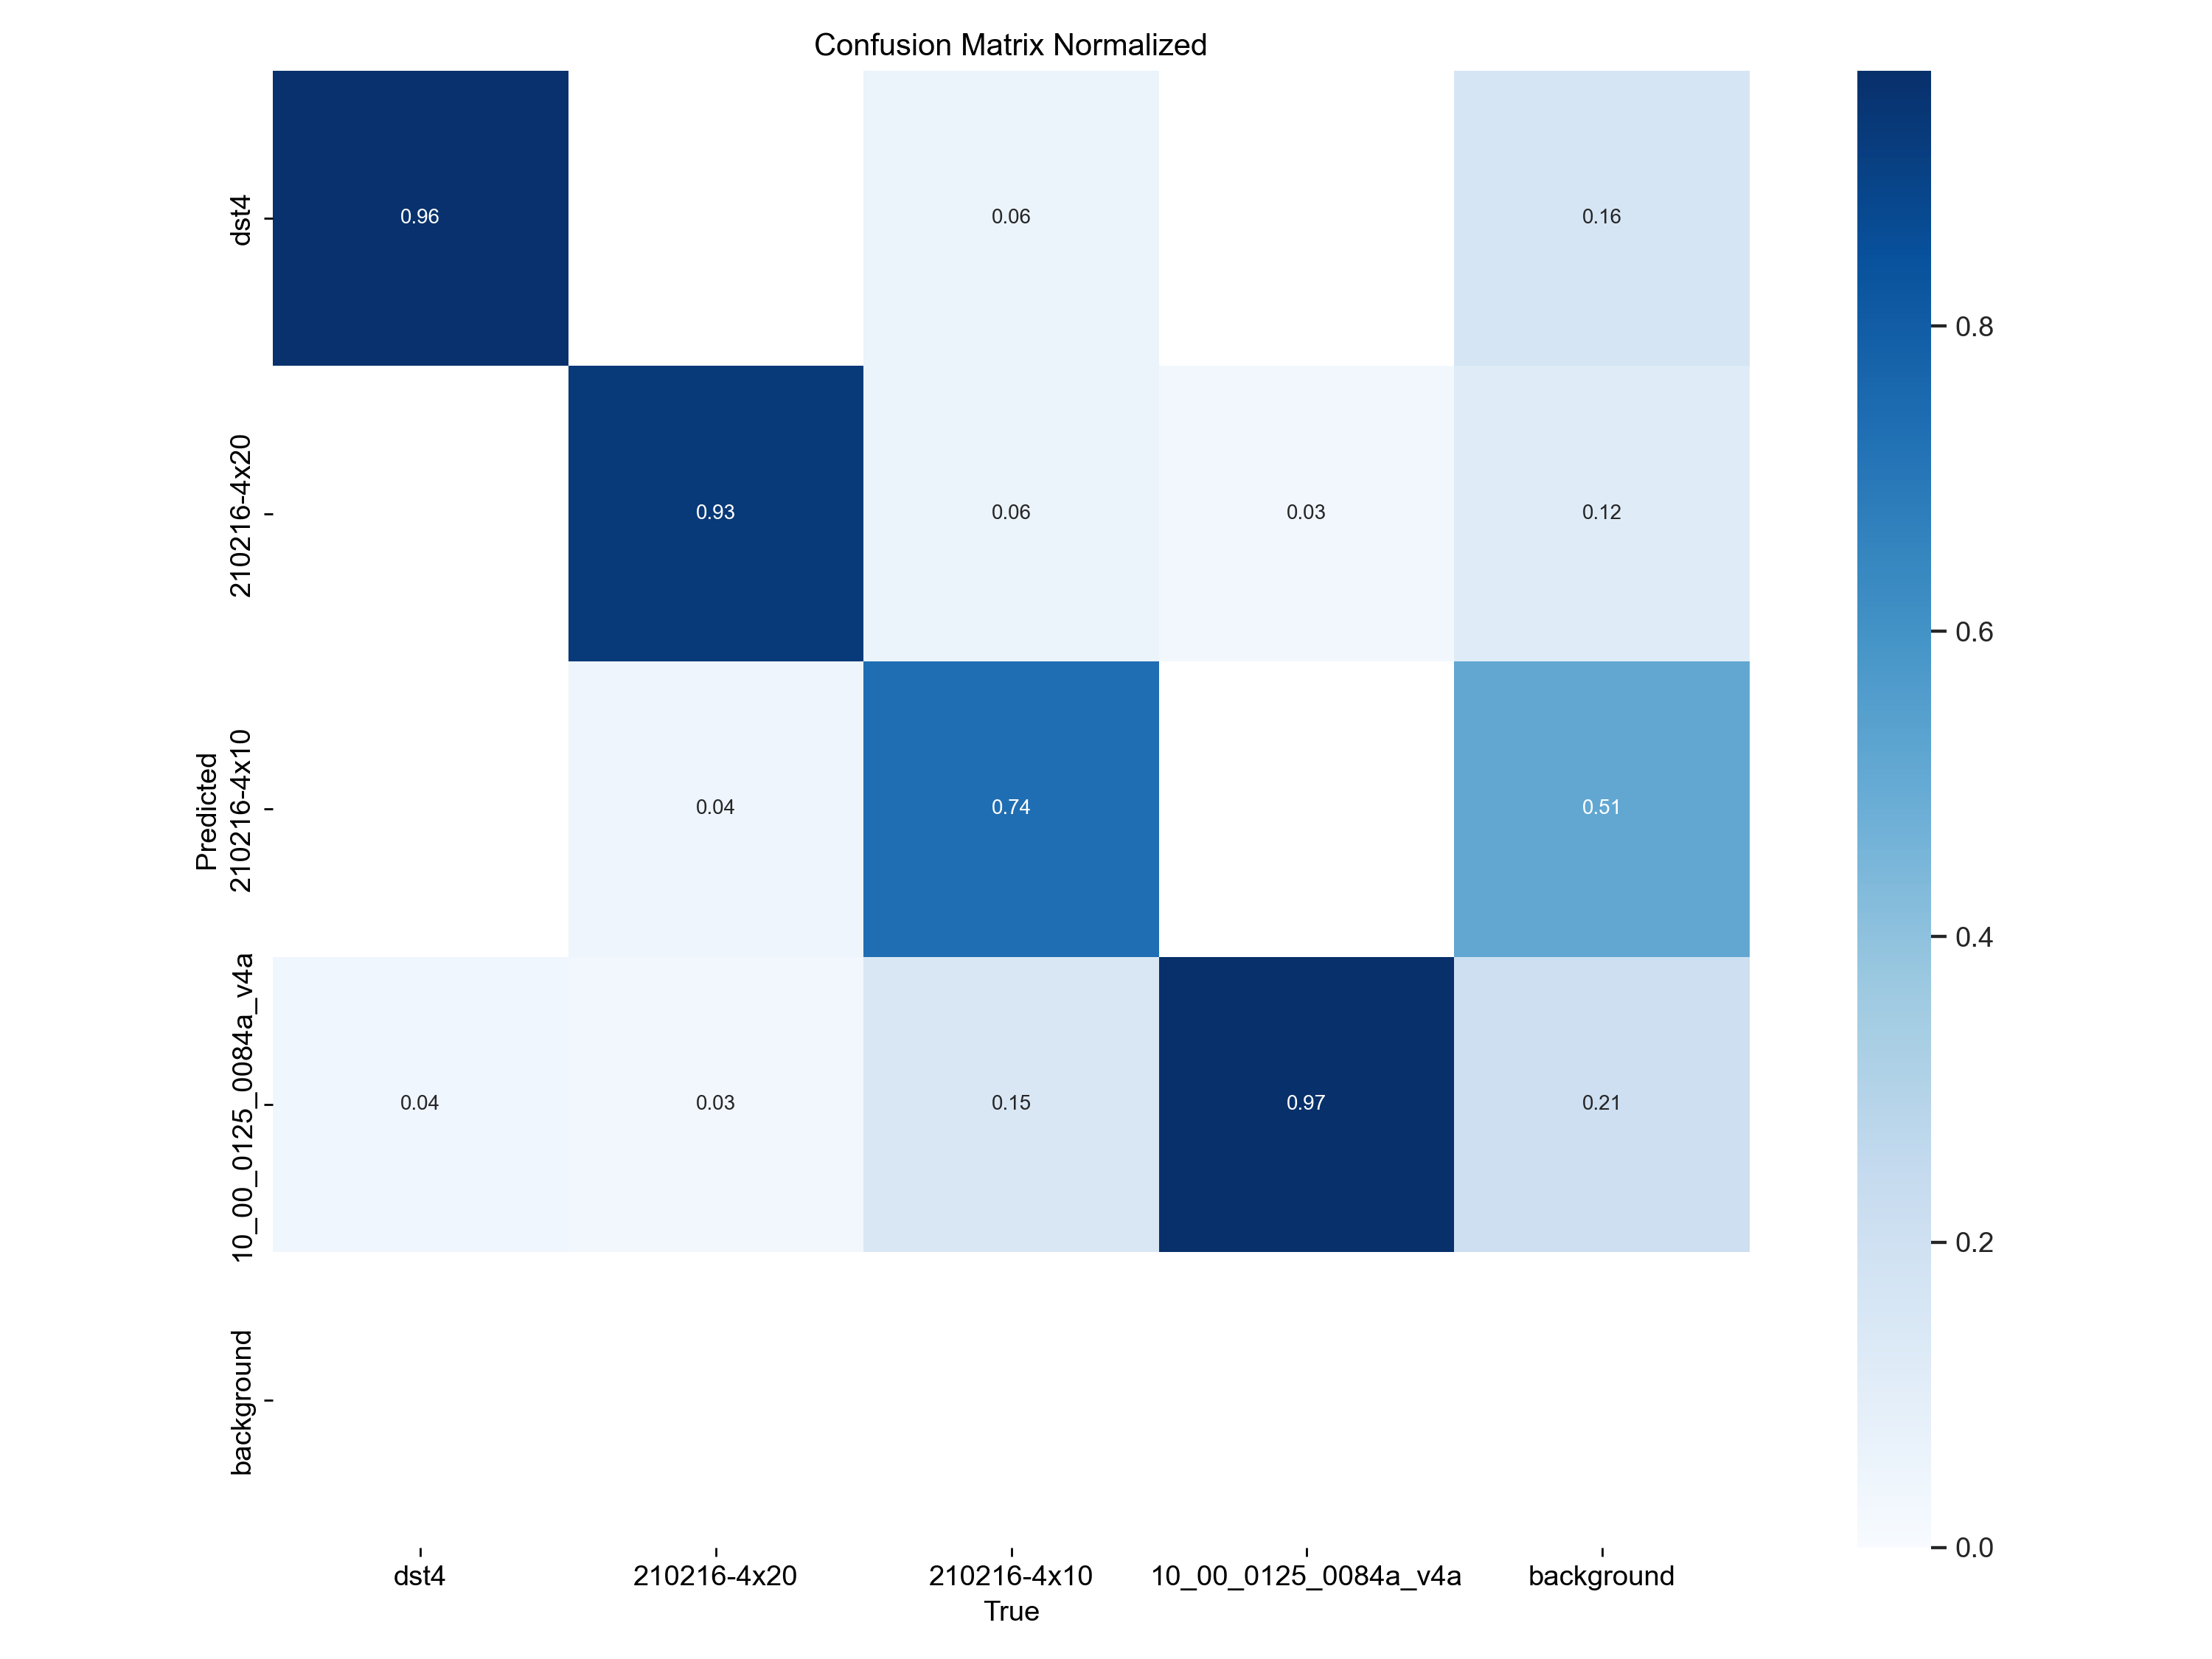 Confusion Matrix Normalized
dst4
0.96
0.06
0.16
210216-4x20
0.93
0.06
0.03
0.12
210216-4x10
0.04
0.74
0.51
10_00_0125_0084a_v4a
0.04
0.03
0.15
0.97
0.21
background
Predicted
dst4
210216-4x20
210216-4x10
10_00_0125_0084a_v4a
background
True
0.8
0.6
0.4
0.2
0.0